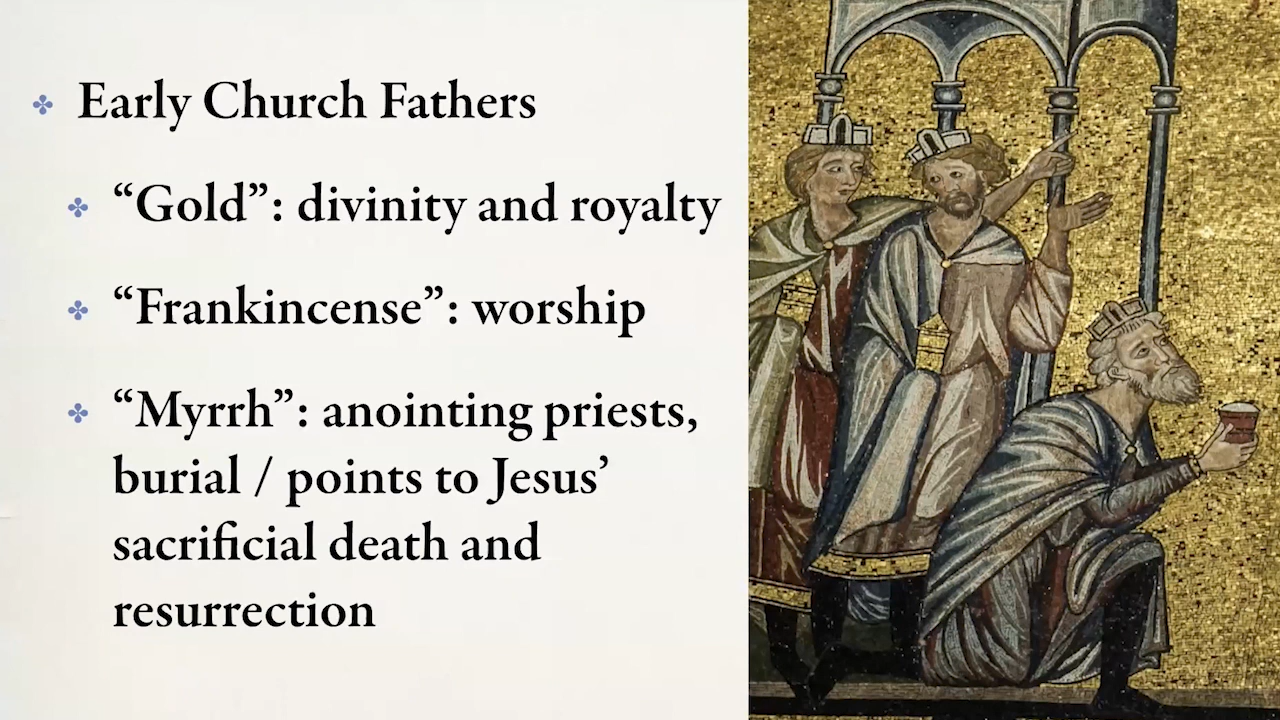 Early Church Fathers
“Gold”: divinity and royalty
“Frankincense”: worship
“Myrrh”: anointing priests,
burial / points to Jesus’
sacrificial death and
resurrection